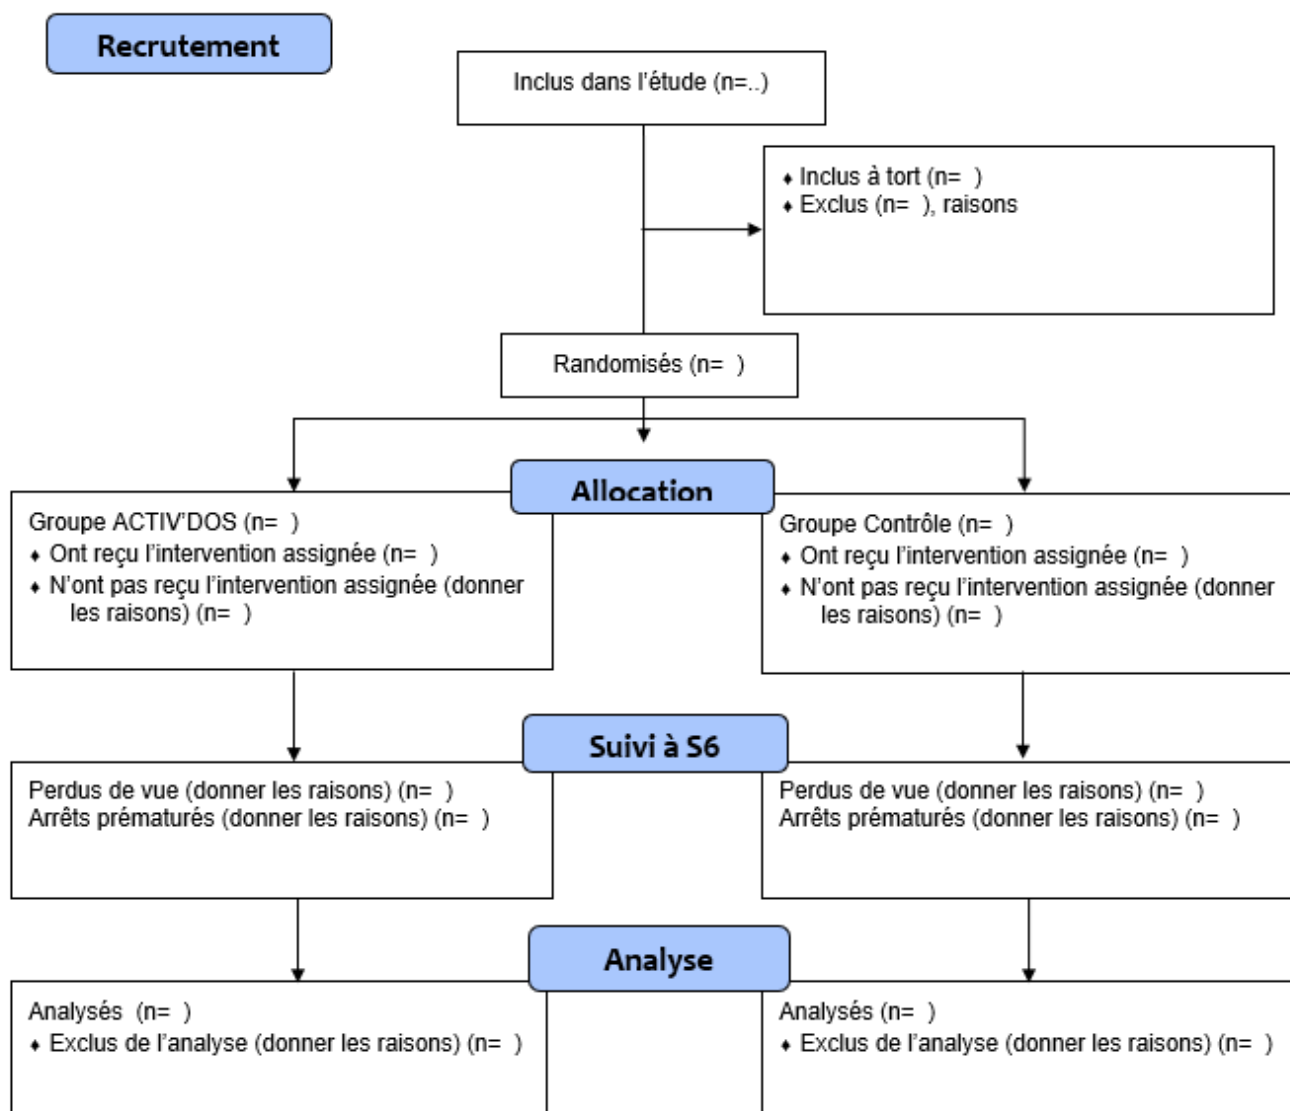 Recrutement
Inclus dans l'étude (n=..)
♦ Inclus à tort (n=  )
♦ Exclus (n=  ), raisons
Randomisés (n=  )
Allocation
Groupe ACTIV'DOS (n=  )
♦ Ont reçu l'intervention assignée (n=  )
♦ N'ont pas reçu l'intervention assignée (donner
les raisons) (n=  )
Groupe Contrôle (n=  )
♦ Ont reçu l'intervention assignée (n=  )
♦ N'ont pas reçu l'intervention assignée (donner
les raisons) (n=  )
Suivi à S6
Perdus de vue (donner les raisons) (n=  )
Arrêts prématurés (donner les raisons) (n=  )
Perdus de vue (donner les raisons) (n=  )
Arrêts prématurés (donner les raisons) (n=  )
Analyse
Analysés  (n=  )
♦ Exclus de l'analyse (donner les raisons) (n=  )
Analysés (n=  )
♦ Exclus de l'analyse (donner les raisons) (n=  )